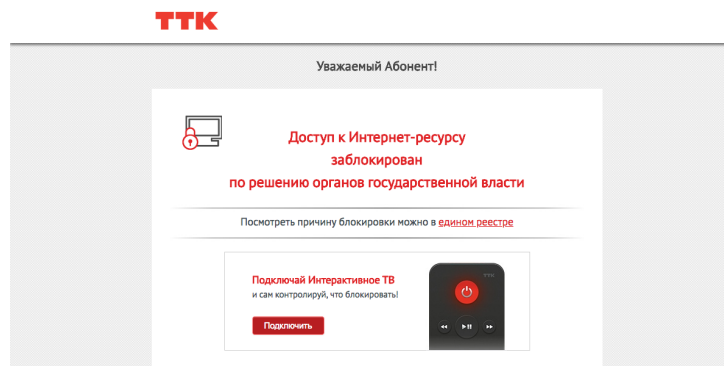 ТТК
Уважаемый Абонент!
Доступ к Интернет-ресурсу
заблокирован
по решению органов государственной власти
Посмотреть причину блокировки можно в едином реестре
Подключай Интерактивное ТВ
и сам контролируй, что блокировать!
Подключить
ТТК